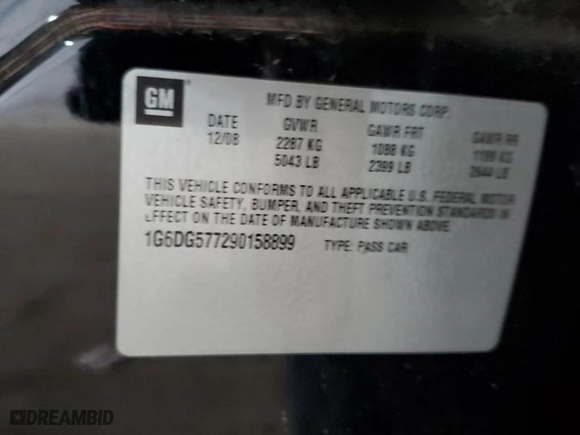 GM
MFD BY GENERAL MOTORS CORP.
DATE GVWR GAWR FRT GAWR RR
12/08 2287 KG 1088 KG 1199 KG
5043 LB 2399 LB 2644 LB
THIS VEHICLE CONFORMS TO ALL APPLICABLE U.S. FEDERAL MOTOR
VEHICLE SAFETY, BUMPER, AND THEFT PREVENTION STANDARDS IN
EFFECT ON THE DATE OF MANUFACTURE SHOWN ABOVE.
1G6DG577290158899 TYPE: PASS CAR
DREAMBID